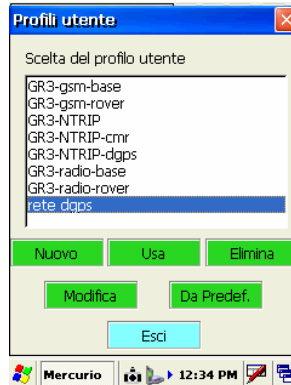 Profili utente
Scelta del profilo utente
GR3-gsm-base
GR3-gsm-rover
GR3-NTRIP
GR3-NTRIP-cmr
GR3-NTRIP-dgps
GR3-radio-base
GR3-radio-rover
rete dgps
Nuovo Usa Elimina
Modifica Da Predef.
Esci
Mercurio 12:34 PM